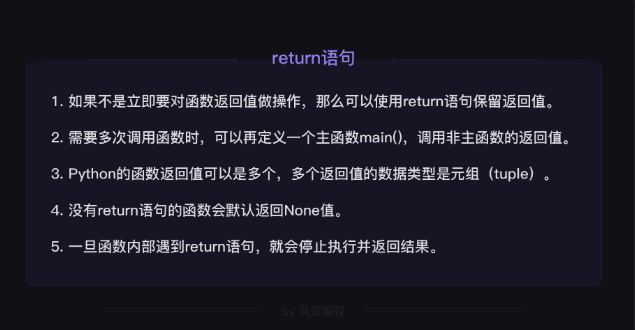 return语句
1. 如果不是立即要对函数返回值做操作，那么可以使用return语句保留返回值。
2. 需要多次调用函数时，可以再定义一个主函数main()，调用非主函数的返回值。
3. Python的函数返回值可以是多个，多个返回值的数据类型是元组（tuple）。
4. 没有return语句的函数会默认返回None值。
5. 一旦函数内部遇到return语句，就会停止执行并返回结果。
by 风变编程